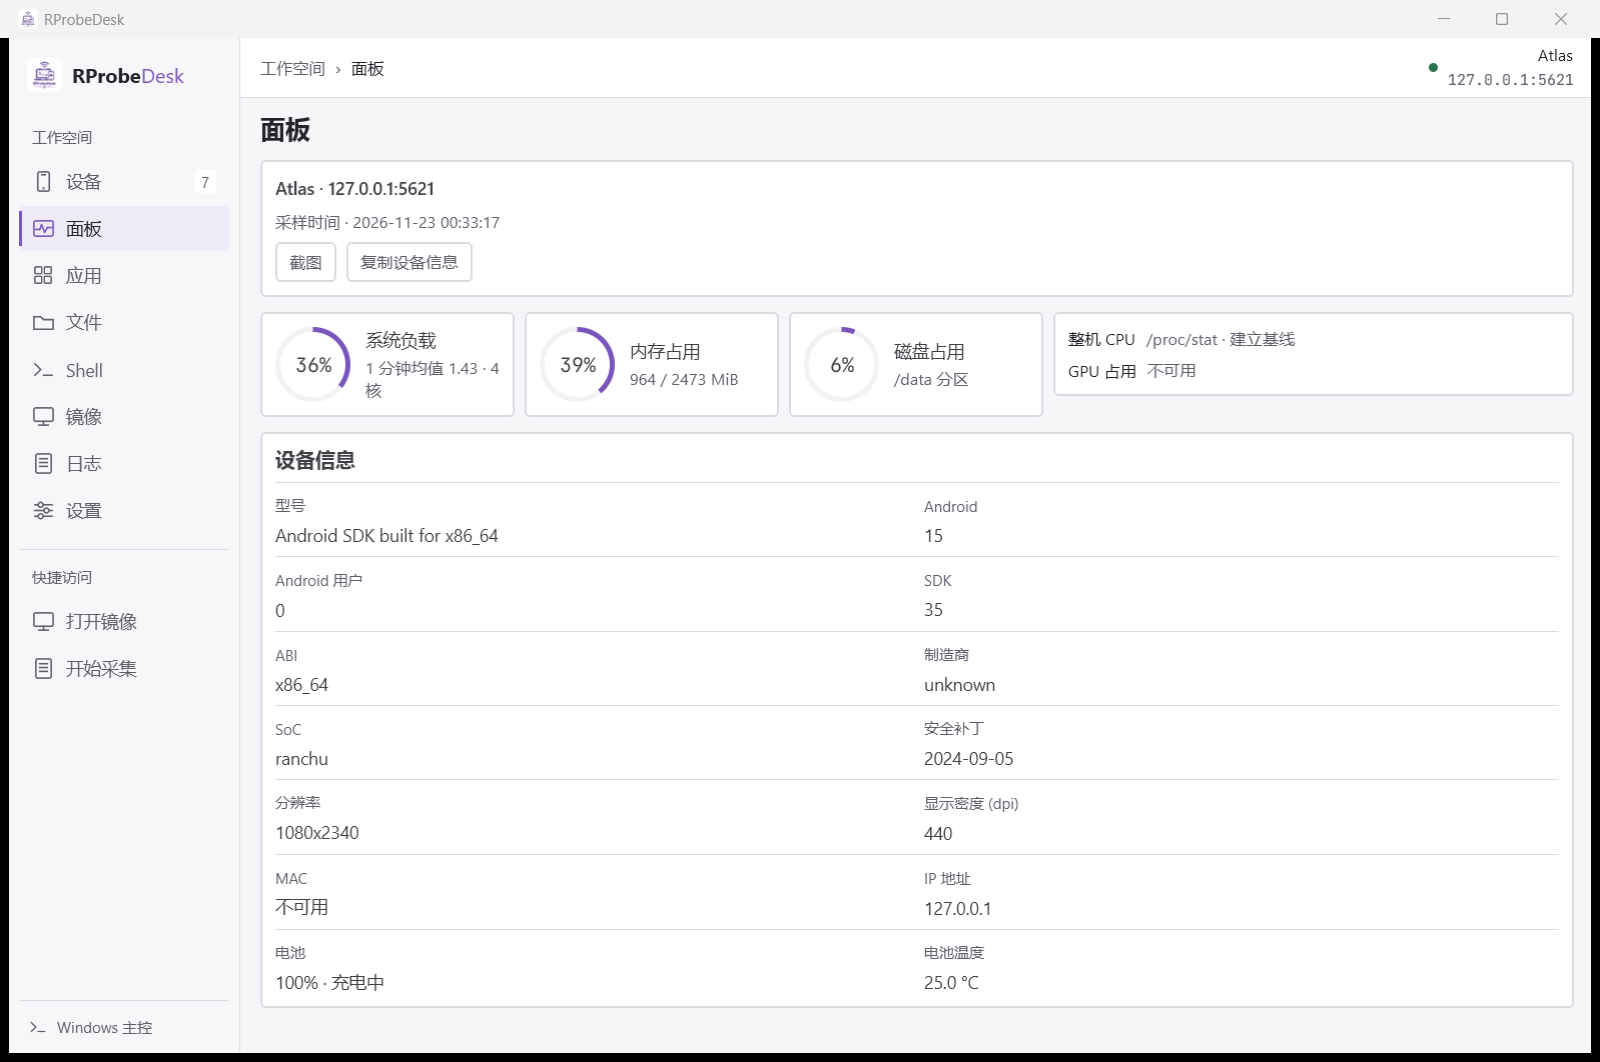 RProbeDesk
RProbeDesk
工作空间
设备 7
面板
应用
文件
Shell
镜像
日志
设置
快捷访问
打开镜像
开始采集
Windows 主控
工作空间 › 面板
Atlas
127.0.0.1:5621
面板
Atlas · 127.0.0.1:5621
采样时间 · 2026-11-23 00:33:17
截图 复制设备信息
36%
系统负载
1 分钟均值 1.43 · 4
核
39%
内存占用
964 / 2473 MiB
6%
磁盘占用
/data 分区
整机 CPU /proc/stat · 建立基线
GPU 占用 不可用
设备信息
型号
Android SDK built for x86_64
Android
15
Android 用户
0
SDK
35
ABI
x86_64
制造商
unknown
SoC
ranchu
安全补丁
2024-09-05
分辨率
1080x2340
显示密度 (dpi)
440
MAC
不可用
IP 地址
127.0.0.1
电池
100% · 充电中
电池温度
25.0 °C